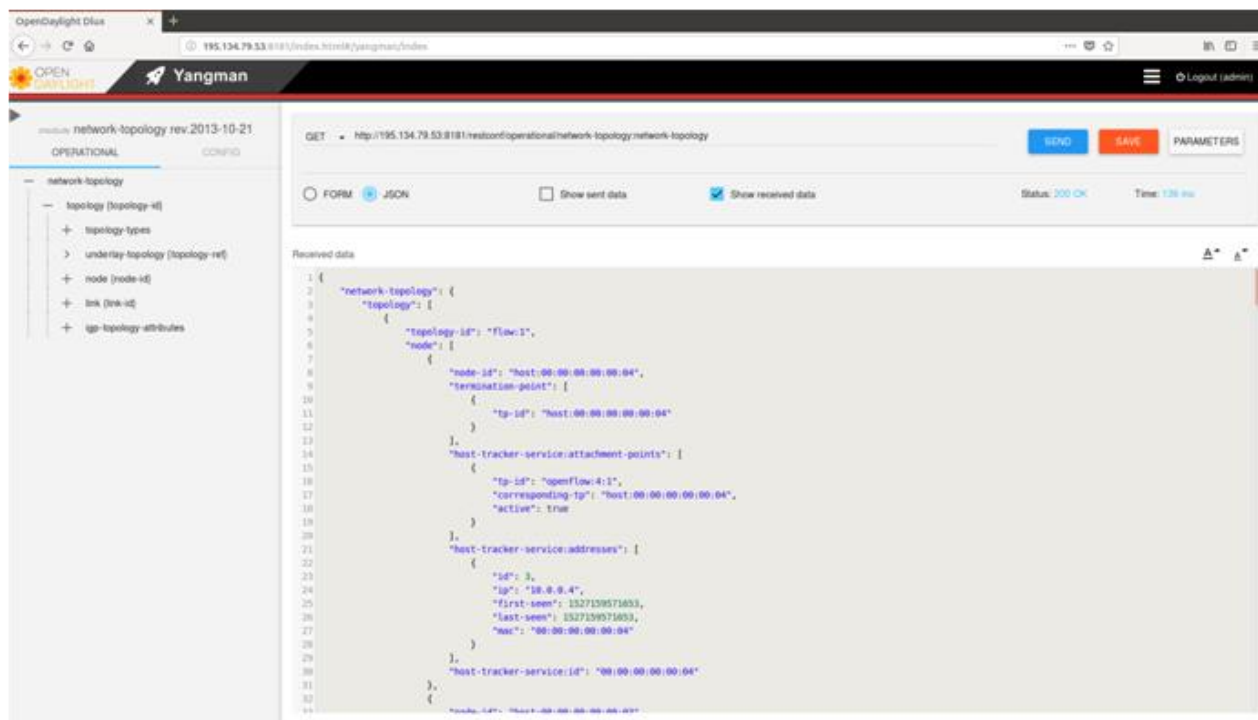 OpenDaylight Dlux
195.134.79.53:8181/index.html#/yangman/index
OPEN
DAYLIGHT
Yangman
Logout (admin)
module network-topology rev.2013-10-21
OPERATIONAL
CONFIG
network-topology
topology {topology-id}
topology-types
underlay-topology {topology-ref}
node {node-id}
link {link-id}
igp-topology-attributes
GET
http://195.134.79.53:8181/restconf/operational/network-topology:network-topology
SEND
SAVE
PARAMETERS
FORM
JSON
Show sent data
Show received data
Status: 200 OK
Time: 136 ms
Received data
1 {
2 "network-topology": {
3 "topology": [
4 {
5 "topology-id": "flow:1",
6 "node": [
7 {
8 "node-id": "host:00:00:00:00:00:04",
9 "termination-point": [
10 {
11 "tp-id": "host:00:00:00:00:00:04"
12 }
13 ],
14 "host-tracker-service:attachment-points": [
15 {
16 "tp-id": "openflow:4:1",
17 "corresponding-tp": "host:00:00:00:00:00:04",
18 "active": true
19 }
20 ],
21 "host-tracker-service:addresses": [
22 {
23 "id": 3,
24 "ip": "10.0.0.4",
25 "first-seen": 1527159571653,
26 "last-seen": 1527159571653,
27 "mac": "00:00:00:00:00:04"
28 }
29 ],
30 "host-tracker-service:id": "00:00:00:00:00:04"
31 },
32 {
33